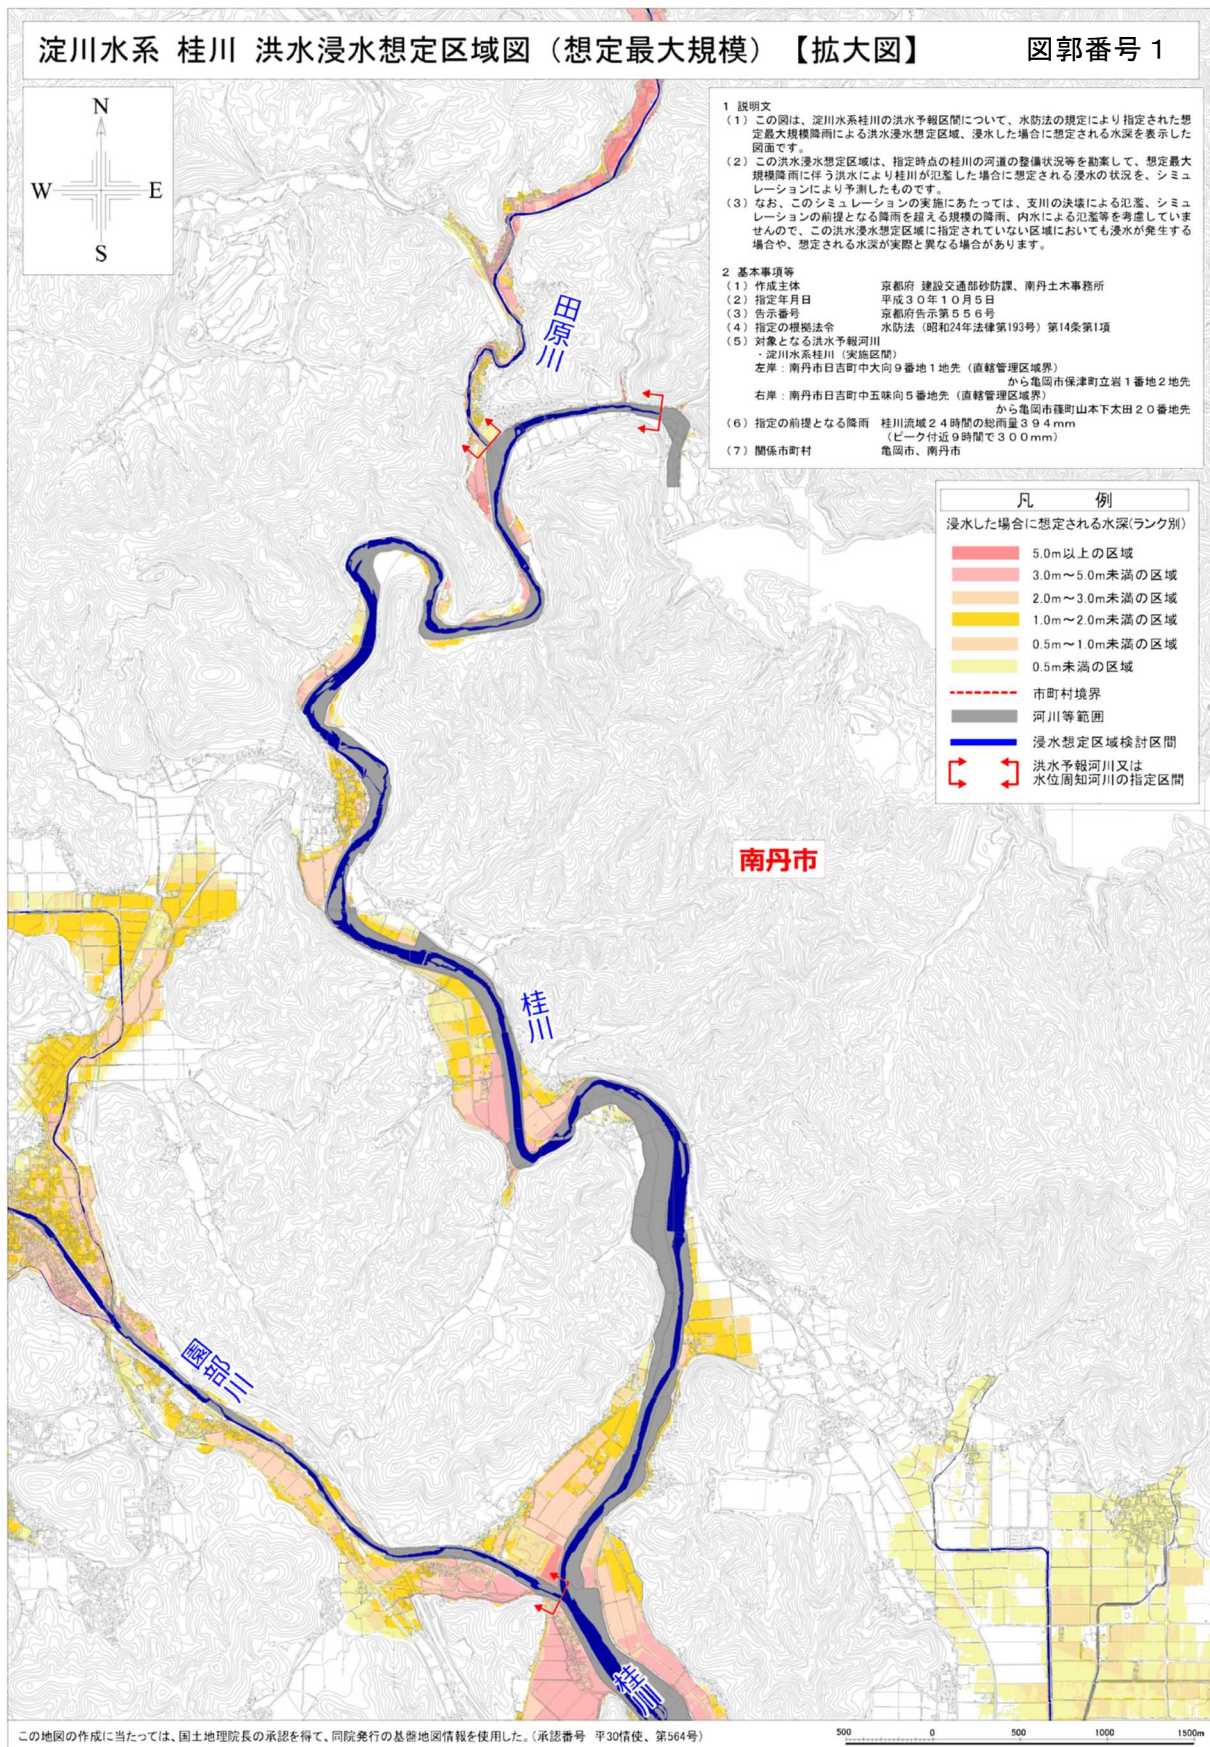 淀川水系 桂川 洪水浸水想定区域図（想定最大規模）【拡大図】 図郭番号 1
N
W E
S
1 説明文
（1）この図は、淀川水系桂川の洪水予報区間について、水防法の規定により指定された想
定最大規模降雨による洪水浸水想定区域、浸水した場合に想定される水深を表示した
図面です。
（2）この洪水浸水想定区域は、指定時点の桂川の河道の整備状況等を勘案して、想定最大
規模降雨に伴う洪水により桂川が氾濫した場合に想定される浸水の状況を、シミュ
レーションにより予測したものです。
（3）なお、このシミュレーションの実施にあたっては、支川の決壊による氾濫、シミュ
レーションの前提となる降雨を超える規模の降雨、内水による氾濫等を考慮していま
せんので、この洪水浸水想定区域に指定されていない区域においても浸水が発生する
場合や、想定される水深が実際と異なる場合があります。
2 基本事項等
（1）作成主体 京都府 建設交通部砂防課、南丹土木事務所
（2）指定年月日 平成３０年１０月５日
（3）告示番号 京都府告示第５５６号
（4）指定の根拠法令 水防法（昭和24年法律第193号）第14条第1項
（5）対象となる洪水予報河川
・淀川水系桂川（実施区間）
左岸：南丹市日吉町中大向９番地１地先（直轄管理区域界）
から亀岡市保津町立岩１番地２地先
右岸：南丹市日吉町中五味向５番地先（直轄管理区域界）
から亀岡市篠町山本下太田２０番地先
（6）指定の前提となる降雨 桂川流域２４時間の総雨量３９４mm
（ピーク付近９時間で３００mm）
（7）関係市町村 亀岡市、南丹市
凡 例
浸水した場合に想定される水深(ランク別)
5.0m以上の区域
3.0m～5.0m未満の区域
2.0m～3.0m未満の区域
1.0m～2.0m未満の区域
0.5m～1.0m未満の区域
0.5m未満の区域
市町村境界
河川等範囲
浸水想定区域検討区間
洪水予報河川又は
水位周知河川の指定区間
田原川
南丹市
桂川
園部川
桂川
この地図の作成に当たっては、国土地理院長の承認を得て、同院発行の基盤地図情報を使用した。（承認番号 平30情使、第564号）
500 0 500 1000 1500m